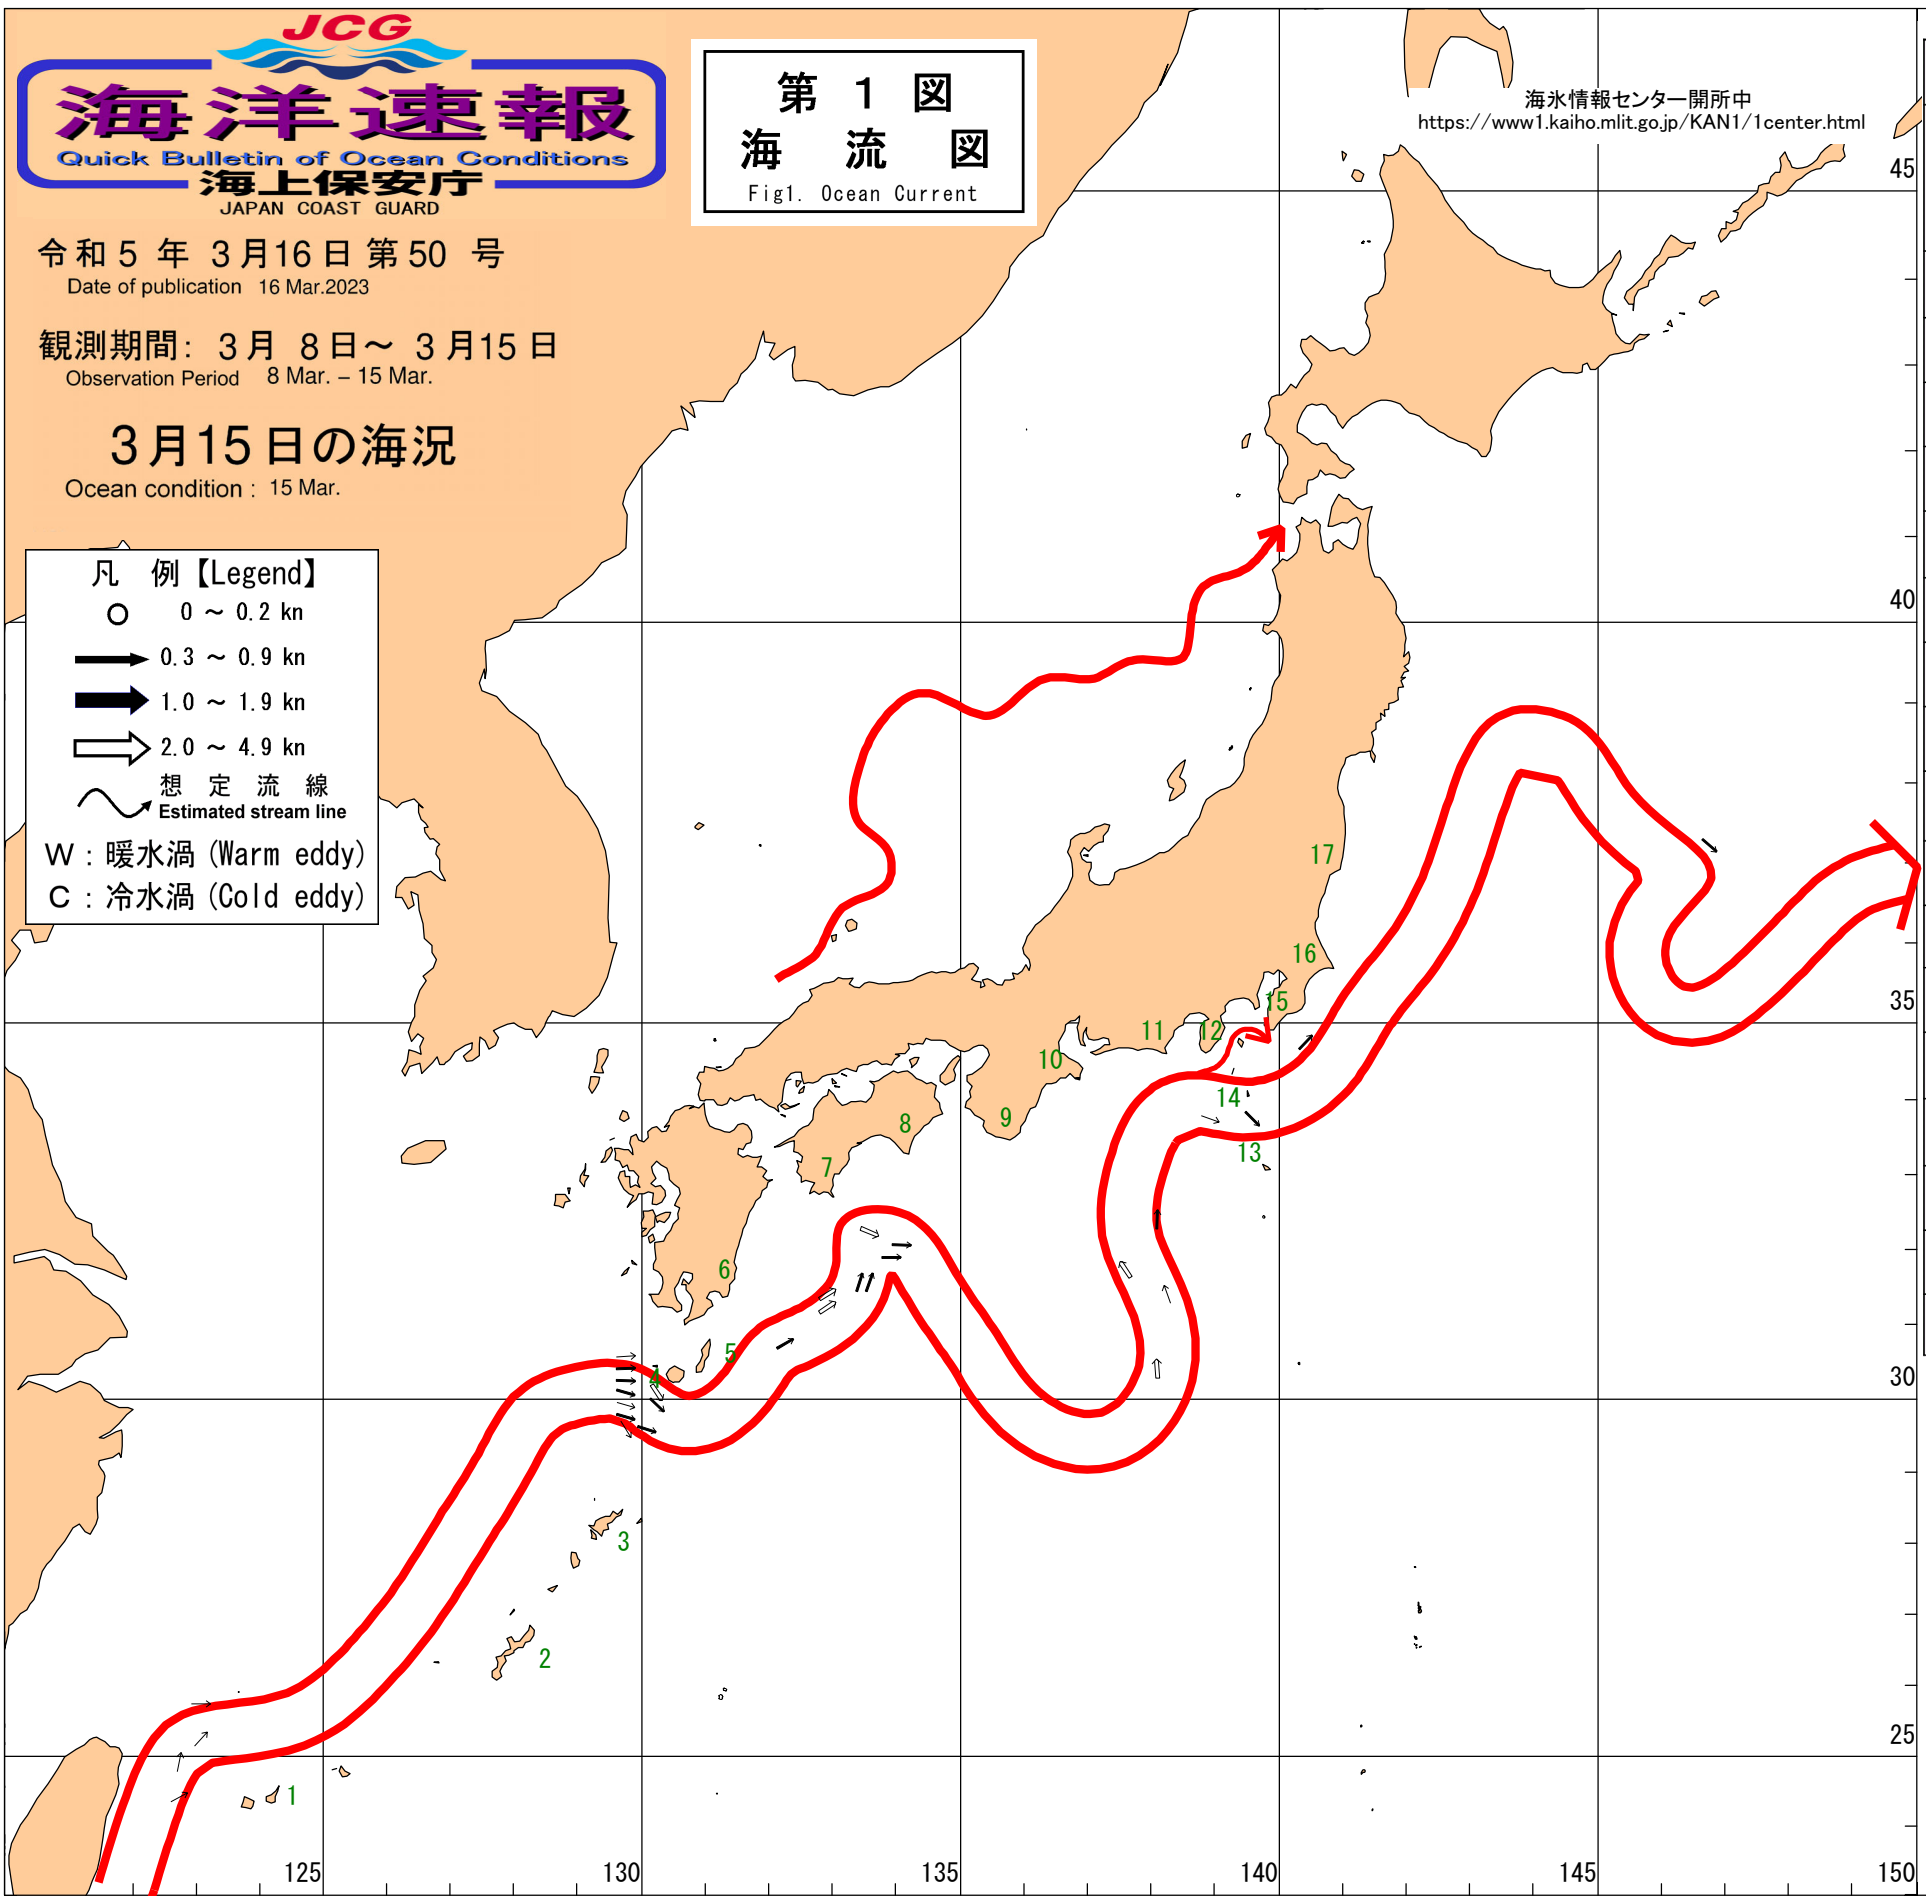 JCG
海洋速報
Quick Bulletin of Ocean Conditions
海上保安庁
JAPAN COAST GUARD
令和5年 3月16日 第50号
Date of publication 16 Mar.2023
観測期間: 3月 8日～ 3月15日
Observation Period 8 Mar. – 15 Mar.
3月15日の海況
Ocean condition : 15 Mar.
第 1 図
海 流 図
Fig1. Ocean Current
海氷情報センター開所中
https://www1.kaiho.mlit.go.jp/KAN1/1center.html
凡 例【Legend】
0 ～ 0.2 kn
0.3 ～ 0.9 kn
1.0 ～ 1.9 kn
2.0 ～ 4.9 kn
想 定 流 線
Estimated stream line
W : 暖水渦 (Warm eddy)
C : 冷水渦 (Cold eddy)
45
40
35
30
25
17
16
15
12
11
10
14
13
9
8
7
6
5
4
3
2
1
125
130
135
140
145
150